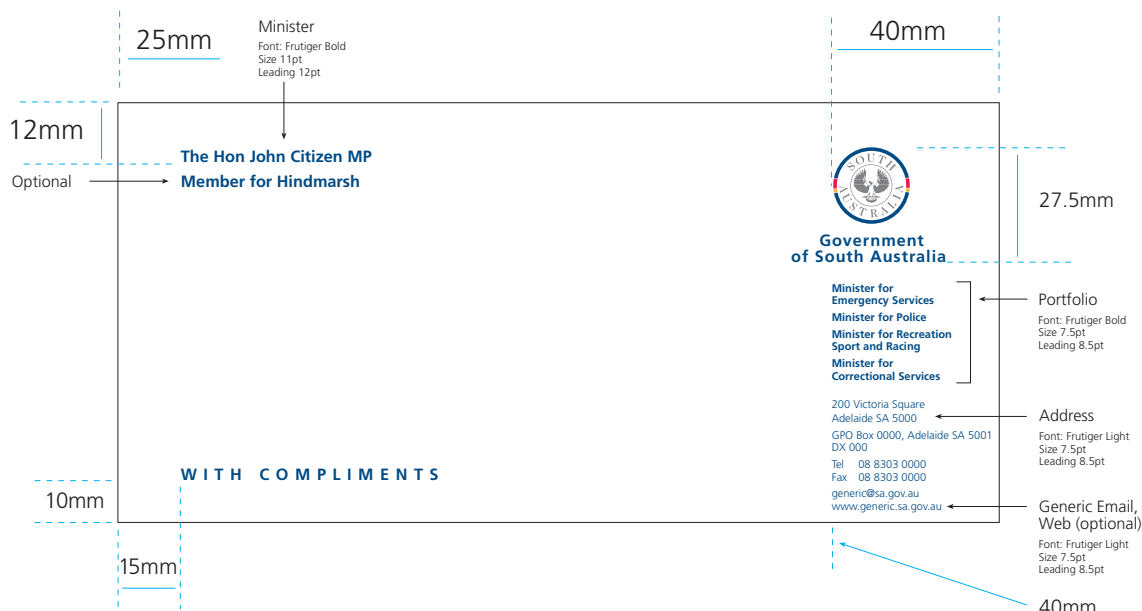 25mm
Minister
Font: Frutiger Bold
Size 11pt
Leading 12pt
40mm
12mm
The Hon John Citizen MP
Optional
Member for Hindmarsh
SOUTH
AUSTRALIA
27.5mm
Government
of South Australia
Minister for
Emergency Services
Minister for Police
Minister for Recreation
Sport and Racing
Minister for
Correctional Services
Portfolio
Font: Frutiger Bold
Size 7.5pt
Leading 8.5pt
200 Victoria Square
Adelaide SA 5000
GPO Box 0000, Adelaide SA 5001
DX 000
Tel 08 8303 0000
Fax 08 8303 0000
generic@sa.gov.au
www.generic.sa.gov.au
Address
Font: Frutiger Light
Size 7.5pt
Leading 8.5pt
WITH COMPLIMENTS
10mm
Generic Email,
Web (optional)
Font: Frutiger Light
Size 7.5pt
Leading 8.5pt
15mm
40mm